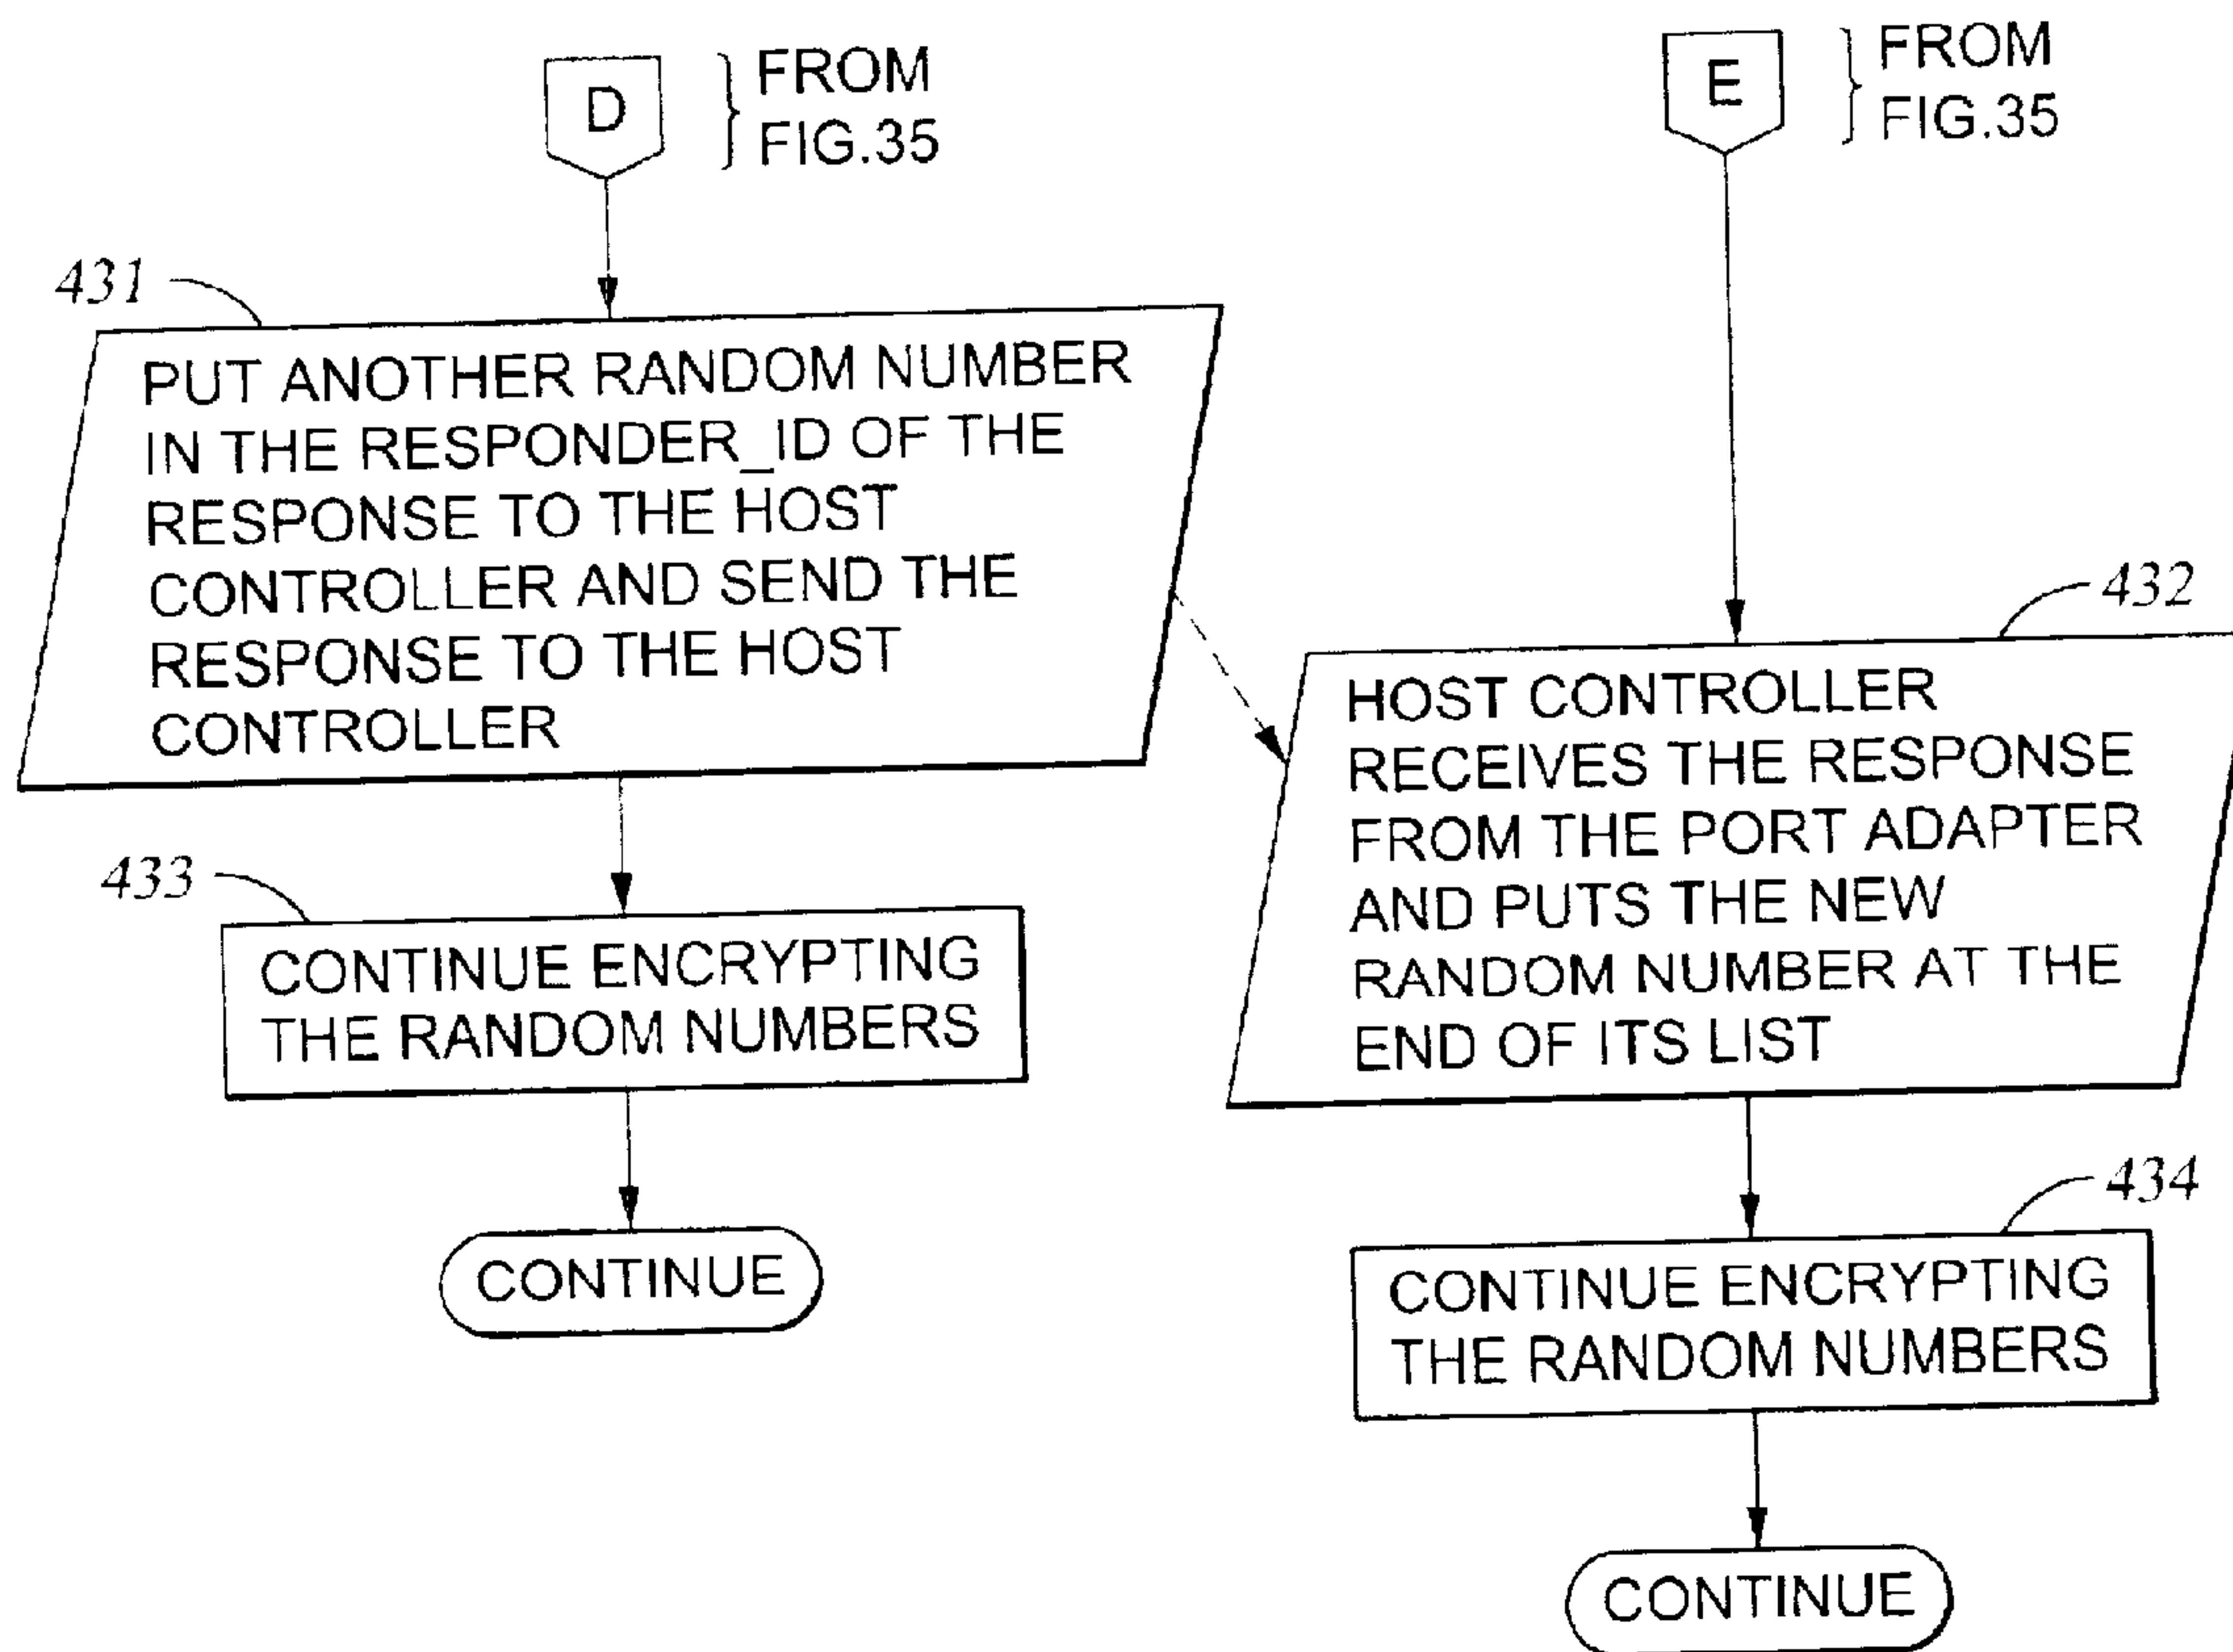 D
FROM
FIG.35
431
PUT ANOTHER RANDOM NUMBER
IN THE RESPONDER_ID OF THE
RESPONSE TO THE HOST
CONTROLLER AND SEND THE
RESPONSE TO THE HOST
CONTROLLER
433
CONTINUE ENCRYPTING
THE RANDOM NUMBERS
CONTINUE
E
FROM
FIG.35
432
HOST CONTROLLER
RECEIVES THE RESPONSE
FROM THE PORT ADAPTER
AND PUTS THE NEW
RANDOM NUMBER AT THE
END OF ITS LIST
434
CONTINUE ENCRYPTING
THE RANDOM NUMBERS
CONTINUE